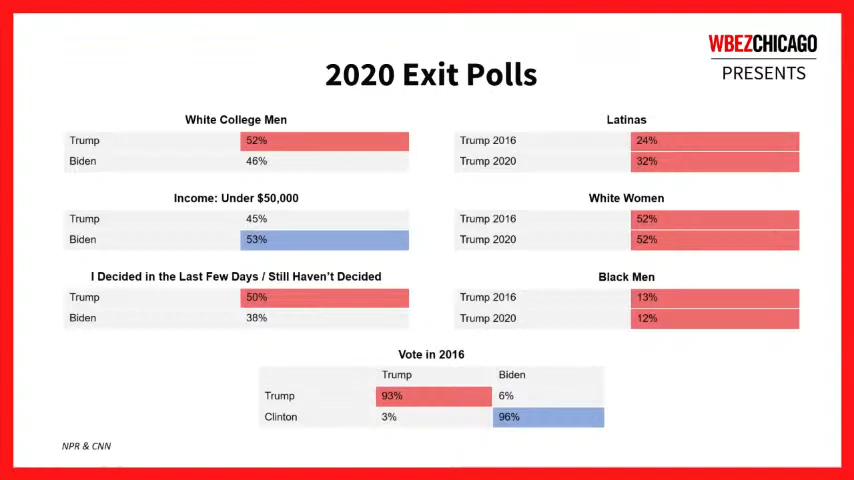 WBEZCHICAGO
PRESENTS
2020 Exit Polls
White College Men
Trump 52%
Biden 46%
Income: Under $50,000
Trump 45%
Biden 53%
I Decided in the Last Few Days / Still Haven't Decided
Trump 50%
Biden 38%
Latinas
Trump 2016 24%
Trump 2020 32%
White Women
Trump 2016 52%
Trump 2020 52%
Black Men
Trump 2016 13%
Trump 2020 12%
Vote in 2016
Trump Biden
Trump 93% 6%
Clinton 3% 96%
NPR & CNN